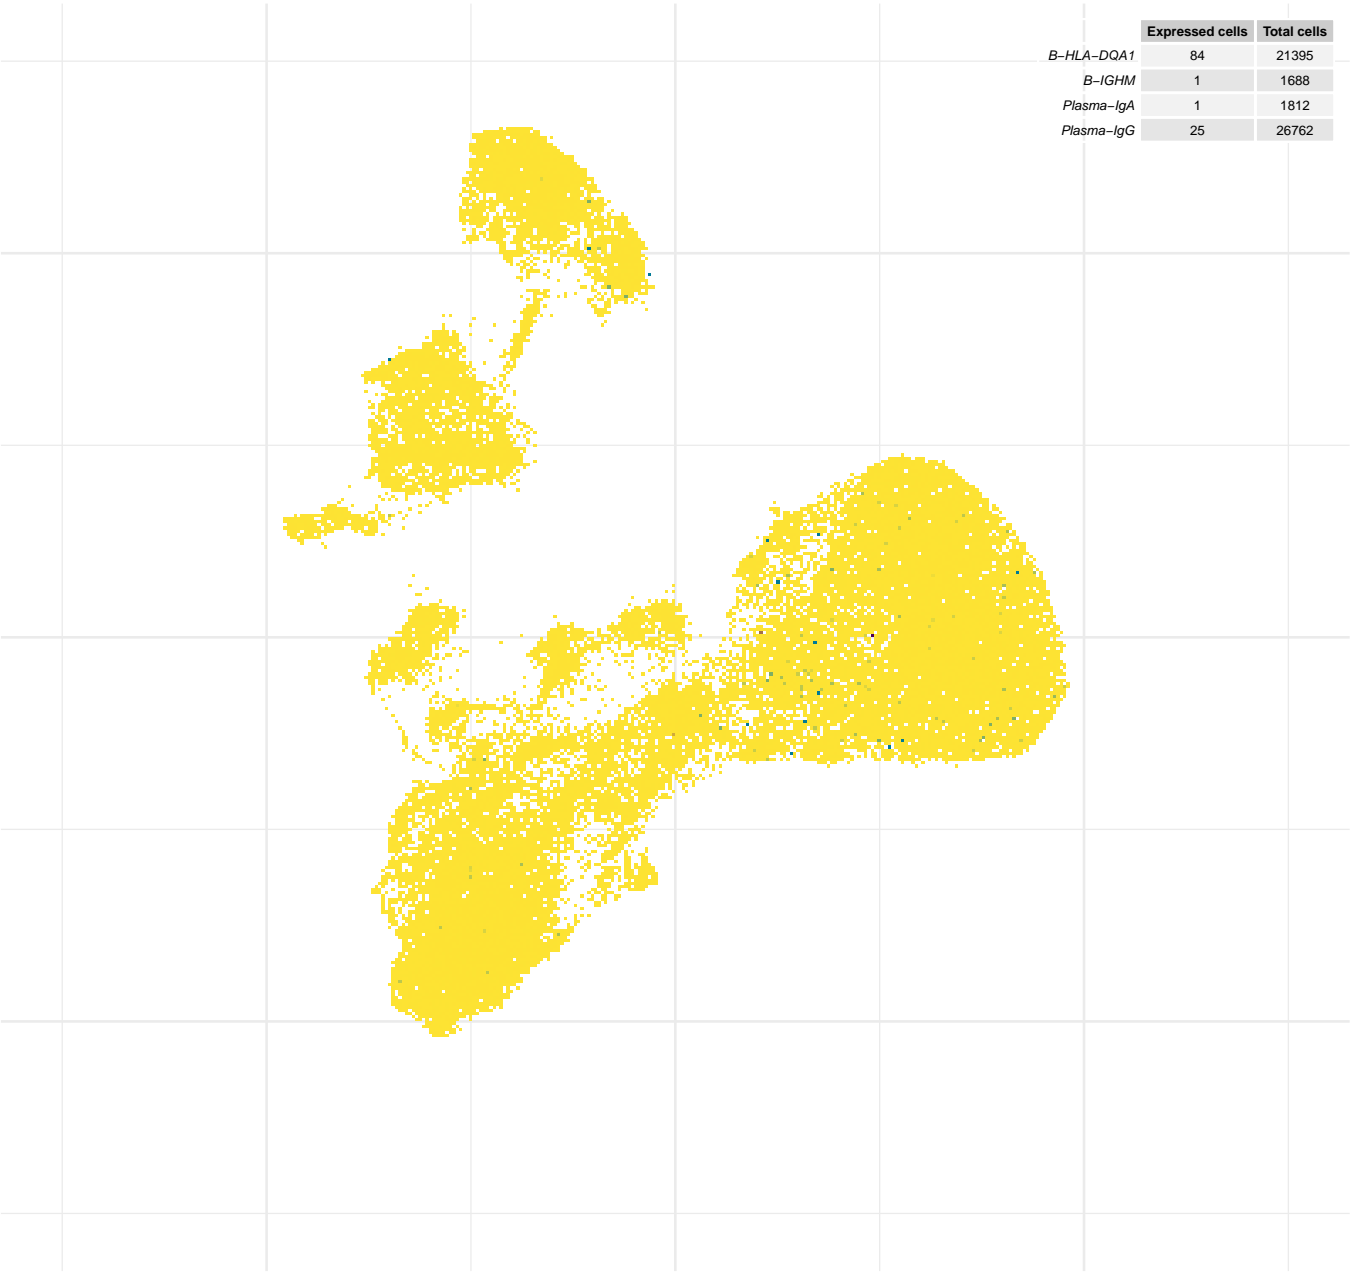 Expressed cells Total cells
B−HLA−DQA1 84 21395
B−IGHM 1 1688
Plasma−IgA 1 1812
Plasma−IgG 25 26762